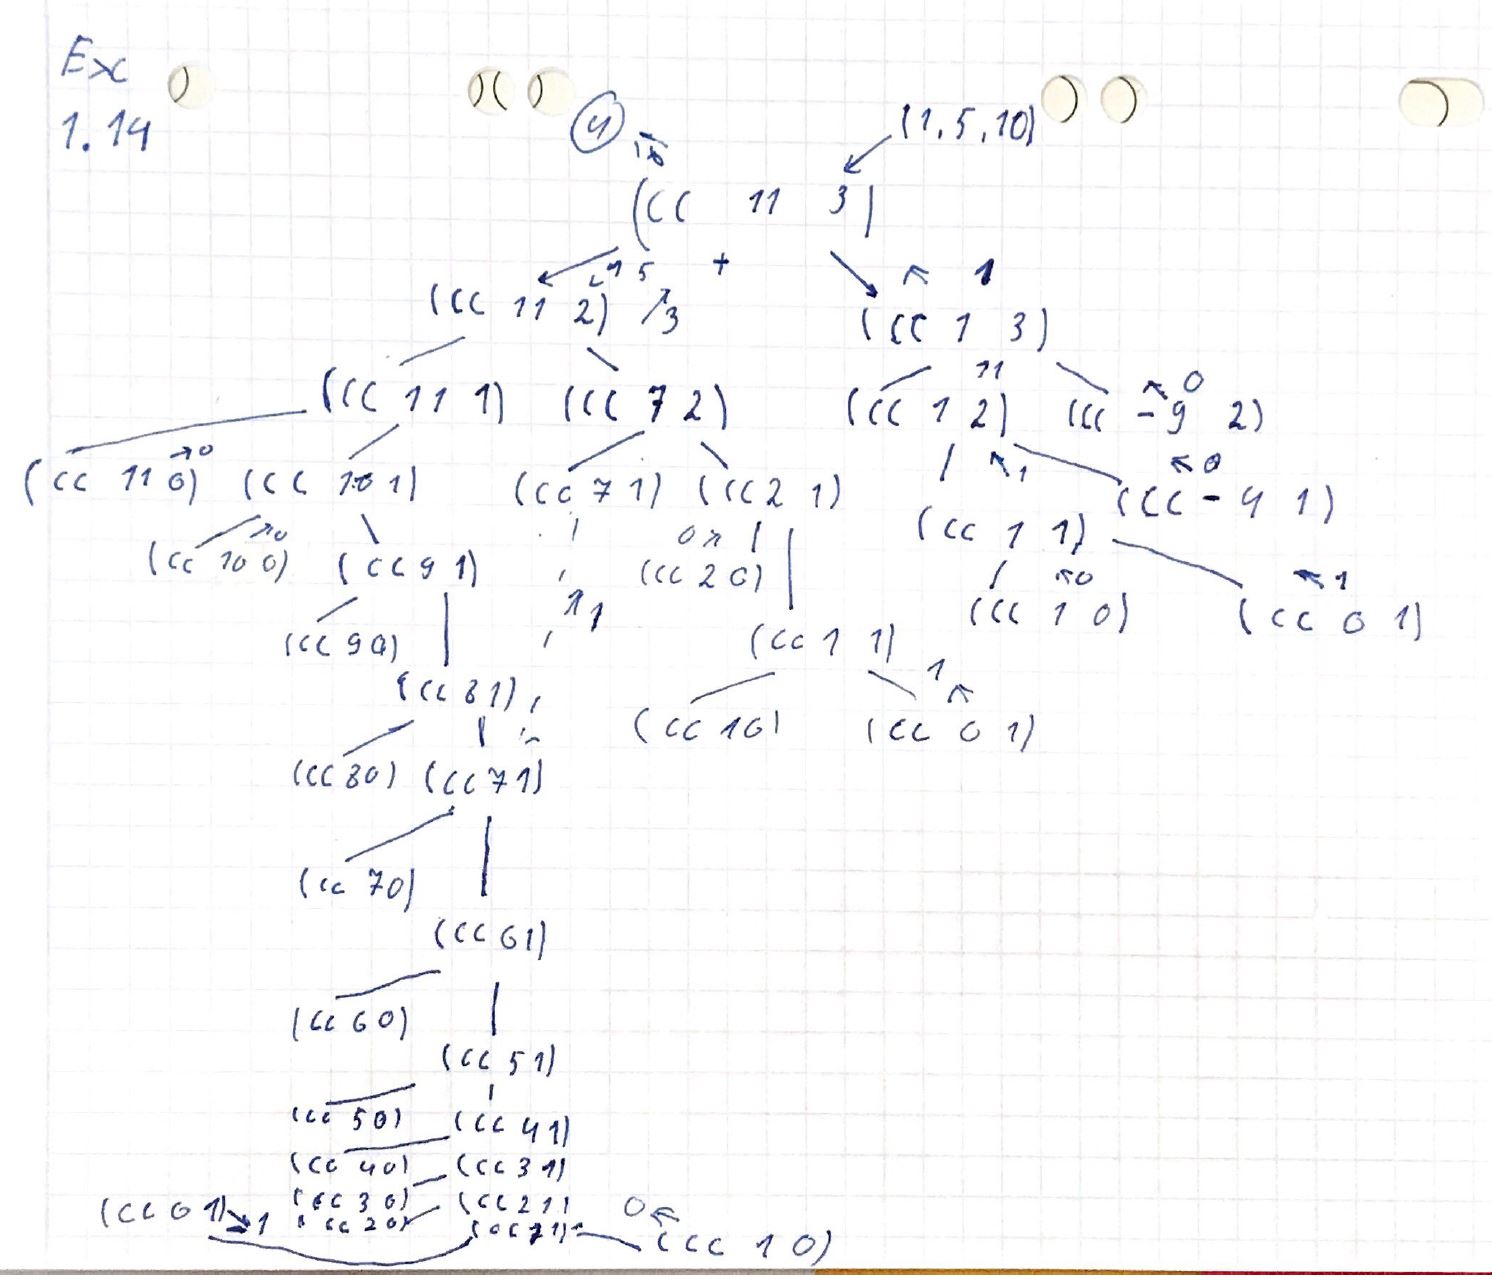 Ex
1.14
4
(1, 5, 10)
(CC 11 3)
+
1
(CC 11 2)
3
(CC 1 3)
11
0
(CC 11 1) (CC 7 2) (CC 1 2) (CC -9 2)
0
0
(CC 11 0) (CC 10 1) (CC 7 1) (CC 2 1) 1 (CC -4 1)
0 0
(CC 1 1)
(CC 10 0) (CC 9 1) (CC 2 0) 0 1
1 (CC 1 0) (CC 0 1)
(CC 9 0) (CC 1 1)
(CC 8 1) 1
(CC 1 0) (CC 0 1)
(CC 8 0) (CC 7 1)
(CC 7 0)
(CC 6 1)
(CC 6 0)
(CC 5 1)
(CC 5 0) (CC 4 1)
(CC 4 0) (CC 3 1)
(CC 0 1) 1 (CC 3 0) (CC 2 1) 0
(CC 2 0) (CC 1 1) (CC 1 0)